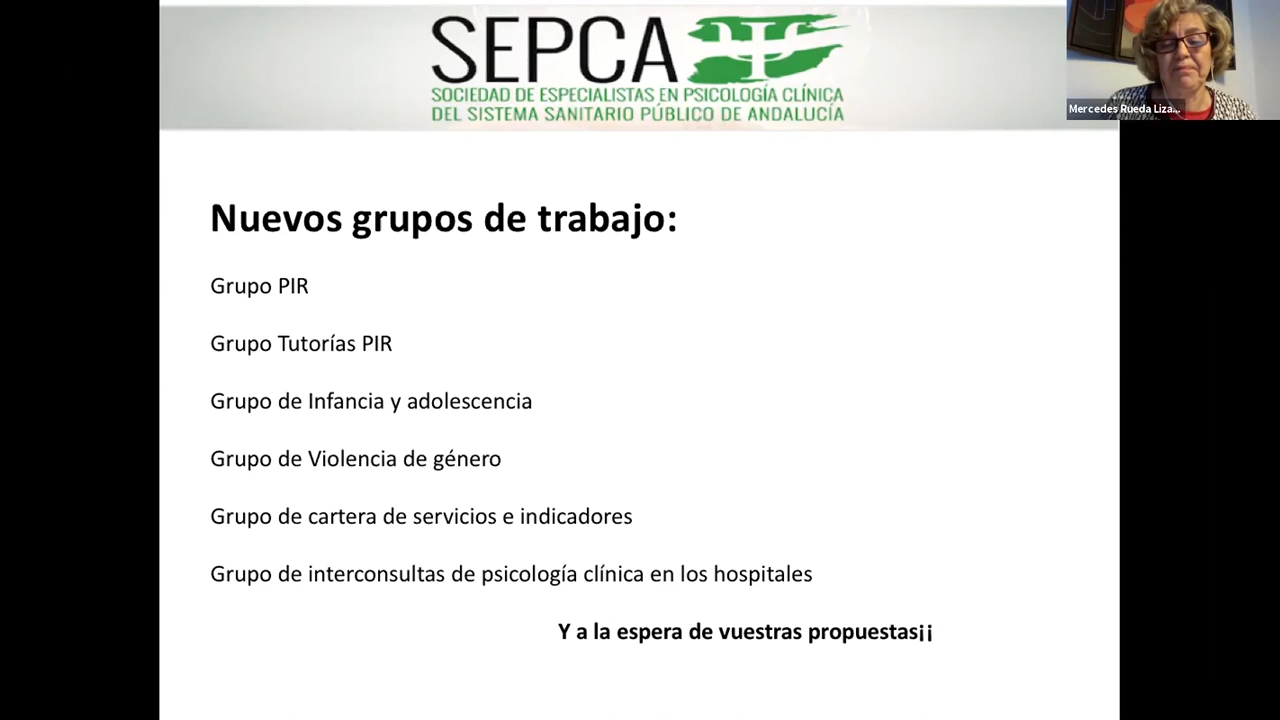 SEPCA
SOCIEDAD DE ESPECIALISTAS EN PSICOLOGÍA CLÍNICA
DEL SISTEMA SANITARIO PÚBLICO DE ANDALUCÍA
Mercedes Rueda Liza...
Nuevos grupos de trabajo:
Grupo PIR
Grupo Tutorías PIR
Grupo de Infancia y adolescencia
Grupo de Violencia de género
Grupo de cartera de servicios e indicadores
Grupo de interconsultas de psicología clínica en los hospitales
Y a la espera de vuestras propuestas¡¡